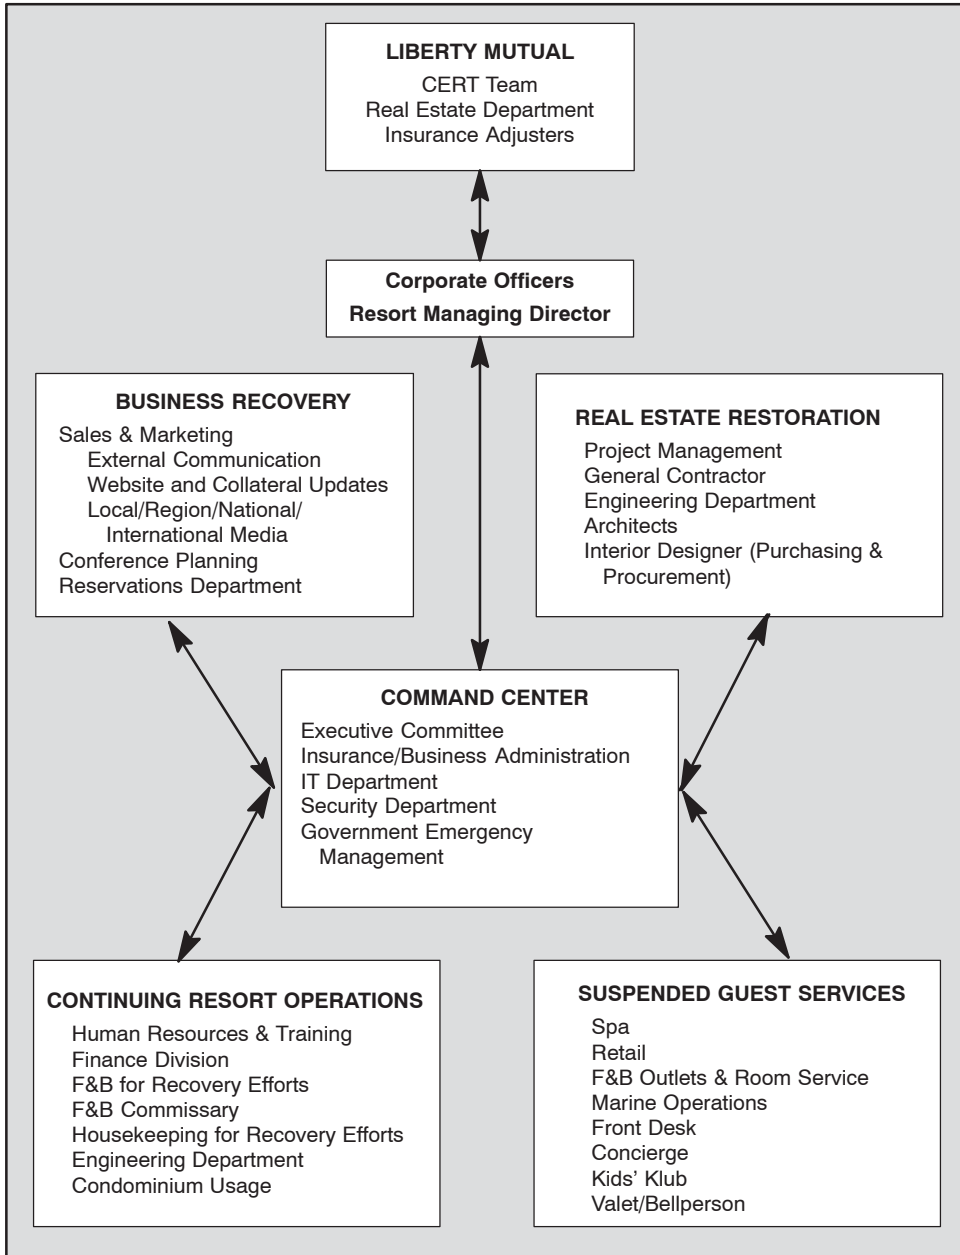 LIBERTY MUTUAL
CERT Team
Real Estate Department
Insurance Adjusters
Corporate Officers
Resort Managing Director
BUSINESS RECOVERY
Sales & Marketing
External Communication
Website and Collateral Updates
Local/Region/National/
International Media
Conference Planning
Reservations Department
REAL ESTATE RESTORATION
Project Management
General Contractor
Engineering Department
Architects
Interior Designer (Purchasing &
Procurement)
COMMAND CENTER
Executive Committee
Insurance/Business Administration
IT Department
Security Department
Government Emergency
Management
CONTINUING RESORT OPERATIONS
Human Resources & Training
Finance Division
F&B for Recovery Efforts
F&B Commissary
Housekeeping for Recovery Efforts
Engineering Department
Condominium Usage
SUSPENDED GUEST SERVICES
Spa
Retail
F&B Outlets & Room Service
Marine Operations
Front Desk
Concierge
Kids' Klub
Valet/Bellperson